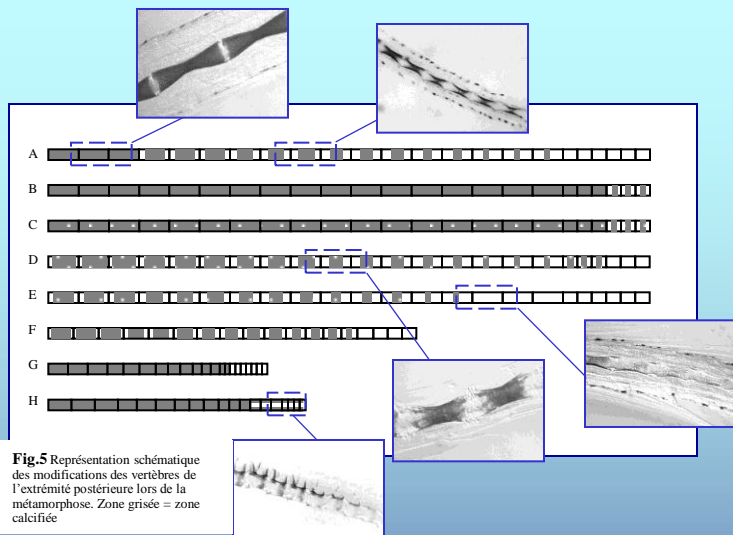 A
B
C
D
E
F
G
H
Fig.5 Représentation schématique
des modifications des vertèbres de
l'extrémité postérieure lors de la
métamorphose. Zone grisée = zone
calcifiée